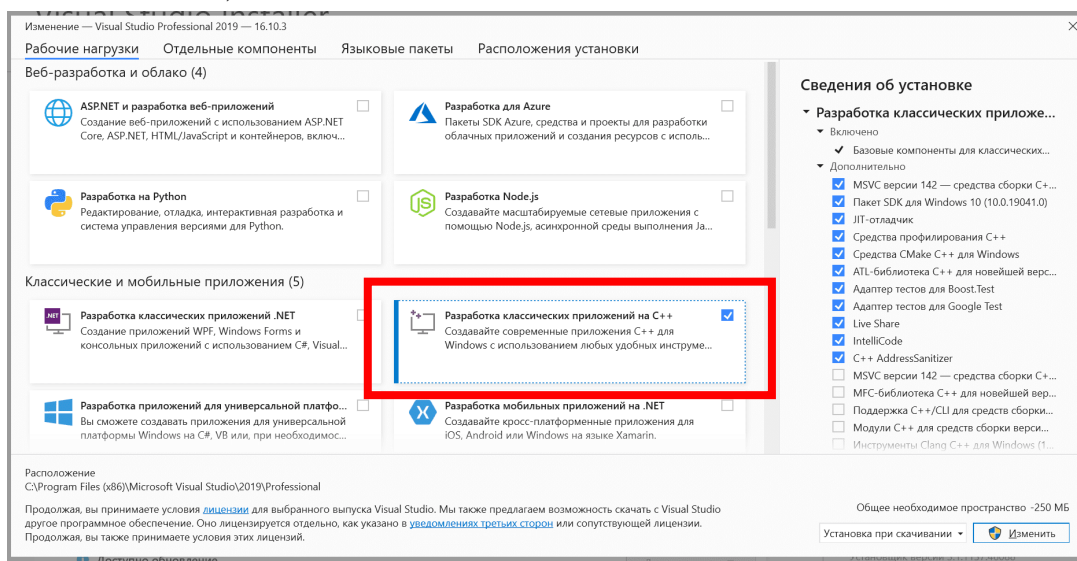 Visual Studio Installer
Изменение — Visual Studio Professional 2019 — 16.10.3
Рабочие нагрузки Отдельные компоненты Языковые пакеты Расположения установки
Веб-разработка и облако (4)
ASP.NET и разработка веб-приложений
Создание веб-приложений с использованием ASP.NET
Core, ASP.NET, HTML/JavaScript и контейнеров, включ...
Разработка для Azure
Пакеты SDK Azure, средства и проекты для разработки
облачных приложений и создания ресурсов с исполь...
Разработка на Python
Редактирование, отладка, интерактивная разработка и
система управления версиями для Python.
JS
Разработка Node.js
Создавайте масштабируемые сетевые приложения с
помощью Node.js, асинхронной среды выполнения Ja...
Классические и мобильные приложения (5)
.NET
Разработка классических приложений .NET
Создание приложений WPF, Windows Forms и
консольных приложений с использованием C#, Visual...
Разработка классических приложений на C++
Создавайте современные приложения C++ для
Windows с использованием любых удобных инструме...
Разработка приложений для универсальной платфо...
Вы сможете создавать приложения для универсальной
платформы Windows на C#, VB или, при необходимос...
Разработка мобильных приложений на .NET
Создавайте кросс-платформенные приложения для
iOS, Android или Windows на языке Xamarin.
Сведения об установке
Разработка классических приложе...
Включено
Базовые компоненты для классических...
Дополнительно
MSVC версии 142 — средства сборки C+...
Пакет SDK для Windows 10 (10.0.19041.0)
JIT-отладчик
Средства профилирования C++
Средства CMake C++ для Windows
ATL-библиотека C++ для новейшей верс...
Адаптер тестов для Boost.Test
Адаптер тестов для Google Test
Live Share
IntelliCode
C++ AddressSanitizer
MSVC версии 142 — средства сборки C+...
MFC-библиотека C++ для новейшей вер...
Поддержка C++/CLI для средств сборки...
Модули C++ для средств сборки верси...
Инструменты Clang C++ для Windows (1...
Расположение
C:\Program Files (x86)\Microsoft Visual Studio\2019\Professional
Продолжая, вы принимаете условия лицензии для выбранного выпуска Visual Studio. Мы также предлагаем возможность скачать с Visual Studio
другое программное обеспечение. Оно лицензируется отдельно, как указано в уведомлениях третьих сторон или сопутствующей лицензии.
Продолжая, вы также принимаете условия этих лицензий.
Общее необходимое пространство -250 МБ
Установка при скачивании Изменить
Доступно обновление